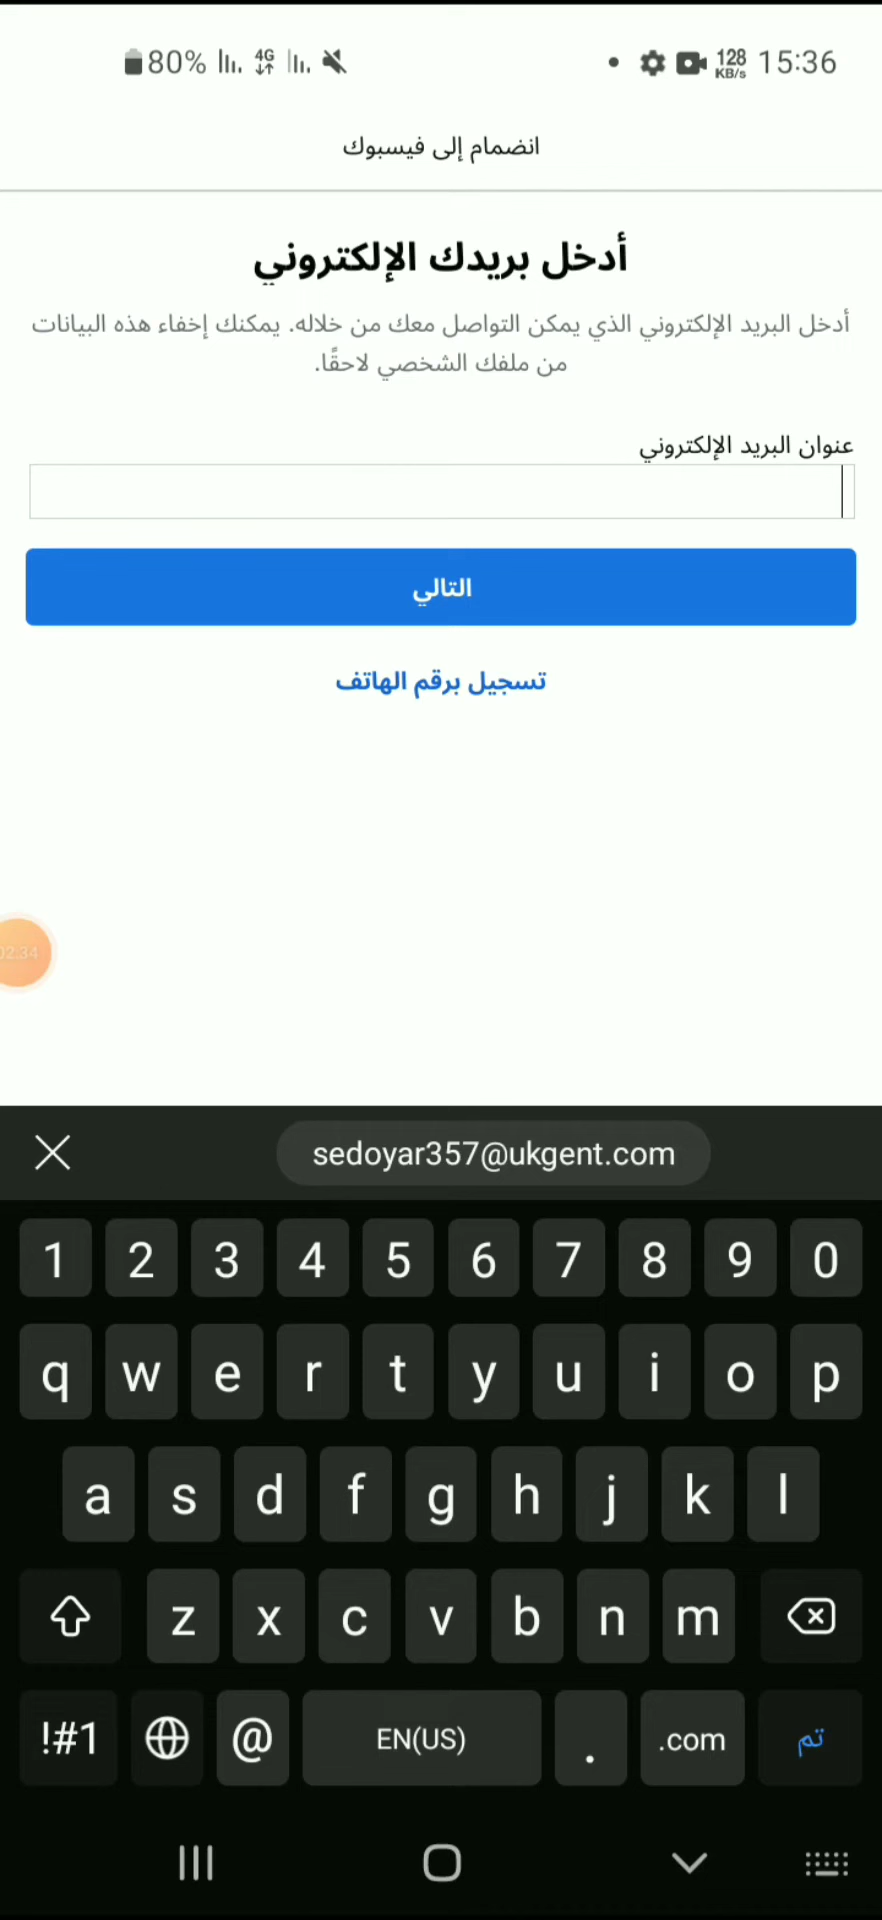 80% 4G 128 KB/s 15:36
انضمام إلى فيسبوك
أدخل بريدك الإلكتروني
أدخل البريد الإلكتروني الذي يمكن التواصل معك من خلاله. يمكنك إخفاء هذه البيانات
من ملفك الشخصي لاحقًا.
عنوان البريد الإلكتروني
التالي
تسجيل برقم الهاتف
02:34
sedoyar357@ukgent.com
1 2 3 4 5 6 7 8 9 0
q w e r t y u i o p
a s d f g h j k l
z x c v b n m
!#1 @ EN(US) . .com تم